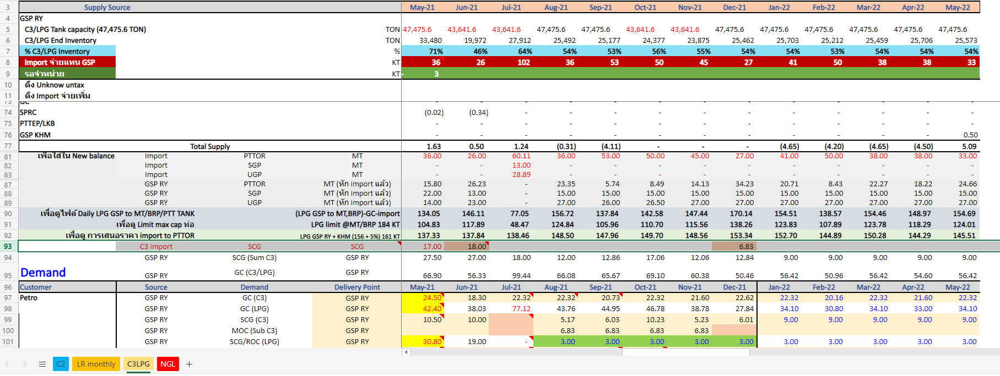 3 Supply Source May-21 Jun-21 Jul-21 Aug-21 Sep-21 Oct-21 Nov-21 Dec-21 Jan-22 Feb-22 Mar-22 Apr-22 May-22
4 GSP RY
5 C3/LPG Tank capacity (47,475.6 TON) TON 47,475.6 43,641.6 43,641.6 47,475.6 47,475.6 43,641.6 43,641.6 47,475.6 47,475.6 47,475.6 47,475.6 47,475.6 47,475.6
6 C3/LPG End Inventory TON 33,480 19,972 27,912 25,492 25,177 24,377 23,875 25,462 25,703 25,212 25,459 25,706 25,573
7 % C3/LPG Inventory % 71% 46% 64% 54% 53% 56% 55% 54% 54% 53% 54% 54% 54%
8 Import จ่ายแทน GSP KT 36 26 102 36 53 50 45 27 41 50 38 38 33
9 รอจำหน่าย KT - 3
10 ดึง Unknow untax
11 ดึง Import จ่ายเพิ่ม
73 GC - - - - - - - - - - - - -
74 SPRC (0.02) (0.34) - - - - - - - - - - -
75 PTTEP/LKB - - - - - - - - - - - - -
76 GSP KHM - - - - - - - - - - - - 0.50
77 Total Supply 1.63 0.50 1.24 (0.31) (4.11) - - - (4.65) (4.20) (4.65) (4.50) 5.09
81 เพื่อใส่ใน New balance Import PTTOR MT 36.00 26.00 60.11 36.00 53.00 50.00 45.00 27.00 41.00 50.00 38.00 38.00 33.00
82 Import SGP MT - - 13.00 - - - - - - - - - -
83 Import UGP MT - - 28.89 - - - - - - - - - -
87 GSP RY PTTOR MT (หัก import แล้ว) 15.80 26.23 - 23.35 5.74 8.49 14.13 34.23 20.71 8.43 22.27 18.22 24.66
88 GSP RY SGP MT (หัก import แล้ว) 22.00 13.00 - 15.00 15.00 15.00 15.00 15.00 15.00 15.00 15.00 15.00 15.00
89 GSP RY UGP MT (หัก import แล้ว) 14.00 23.00 - 27.00 26.00 26.50 27.00 27.00 27.00 27.00 27.00 27.00 27.00
90 เพื่อดูไฟล์ Daily LPG GSP to MT/BRP/PTT TANK (LPG GSP to MT,BRP)-GC-import 134.05 146.11 77.05 156.72 137.84 142.58 147.44 170.14 154.51 138.57 154.46 148.97 154.69
91 เพื่อดู Limit max cap ท่อ LPG limit @MT/BRP 184 KT 104.83 117.89 48.47 124.84 105.96 110.70 115.56 138.26 123.83 107.89 123.78 118.29 124.01
92 เพื่อดู การเสนอราคา import to PTTOR LPG GSP RY + KHM (156 + 5%) 161 KT 137.33 137.84 138.46 148.50 147.96 149.70 148.56 153.34 152.70 144.89 150.28 144.29 145.51
93 C3 import SCG SCG 17.00 18.00 6.83
94 GSP RY SCG (Sum C3) GSP RY 27.50 27.00 18.00 12.00 12.86 17.06 12.06 12.84 9.00 9.00 9.00 9.00 9.00
95 Demand GSP RY GC (C3/LPG) GSP RY 66.90 56.33 99.44 66.08 65.67 69.10 60.38 50.46 56.42 50.96 56.42 54.60 56.42
96 Customer Source Demand Delivery Point May-21 Jun-21 Jul-21 Aug-21 Sep-21 Oct-21 Nov-21 Dec-21 Jan-22 Feb-22 Mar-22 Apr-22 May-22
97 Petro GSP RY GC (C3) GSP RY 24.50 18.30 22.32 22.32 20.73 22.32 21.60 22.62 22.32 20.16 22.32 21.60 22.32
98 GSP RY GC (LPG) GSP RY 42.40 38.03 77.12 43.76 44.95 46.78 38.78 27.84 34.10 30.80 34.10 33.00 34.10
99 GSP RY SCG (C3) GSP RY 10.50 10.00 5.17 6.03 10.23 5.23 6.01 9.00 9.00 9.00 9.00 9.00
100 GSP RY MOC (Sub C3) GSP RY 6.83 6.83 6.83 6.83
101 GSP RY SCG/ROC (LPG) GSP RY 30.80 19.00 - 3.00 3.00 3.00 3.00 3.00 3.00 3.00 3.00 3.00 3.00
C2 LR monthly C3LPG NGL